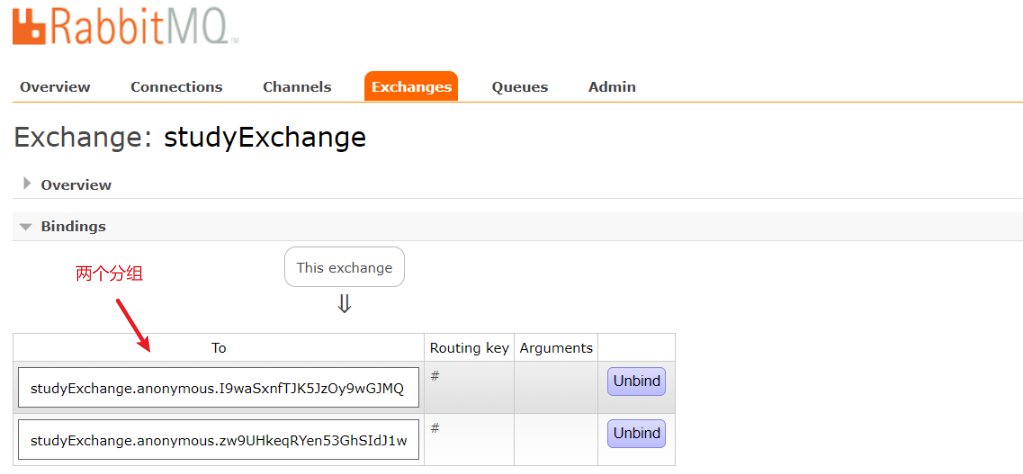 RabbitMQ
Overview Connections Channels Exchanges Queues Admin
Exchange: studyExchange
Overview
Bindings
两个分组
This exchange
⇓
To Routing key Arguments
studyExchange.anonymous.I9waSxnfTJK5JzOy9wGJMQ # Unbind
studyExchange.anonymous.zw9UHkeqRYen53GhSIdJ1w # Unbind